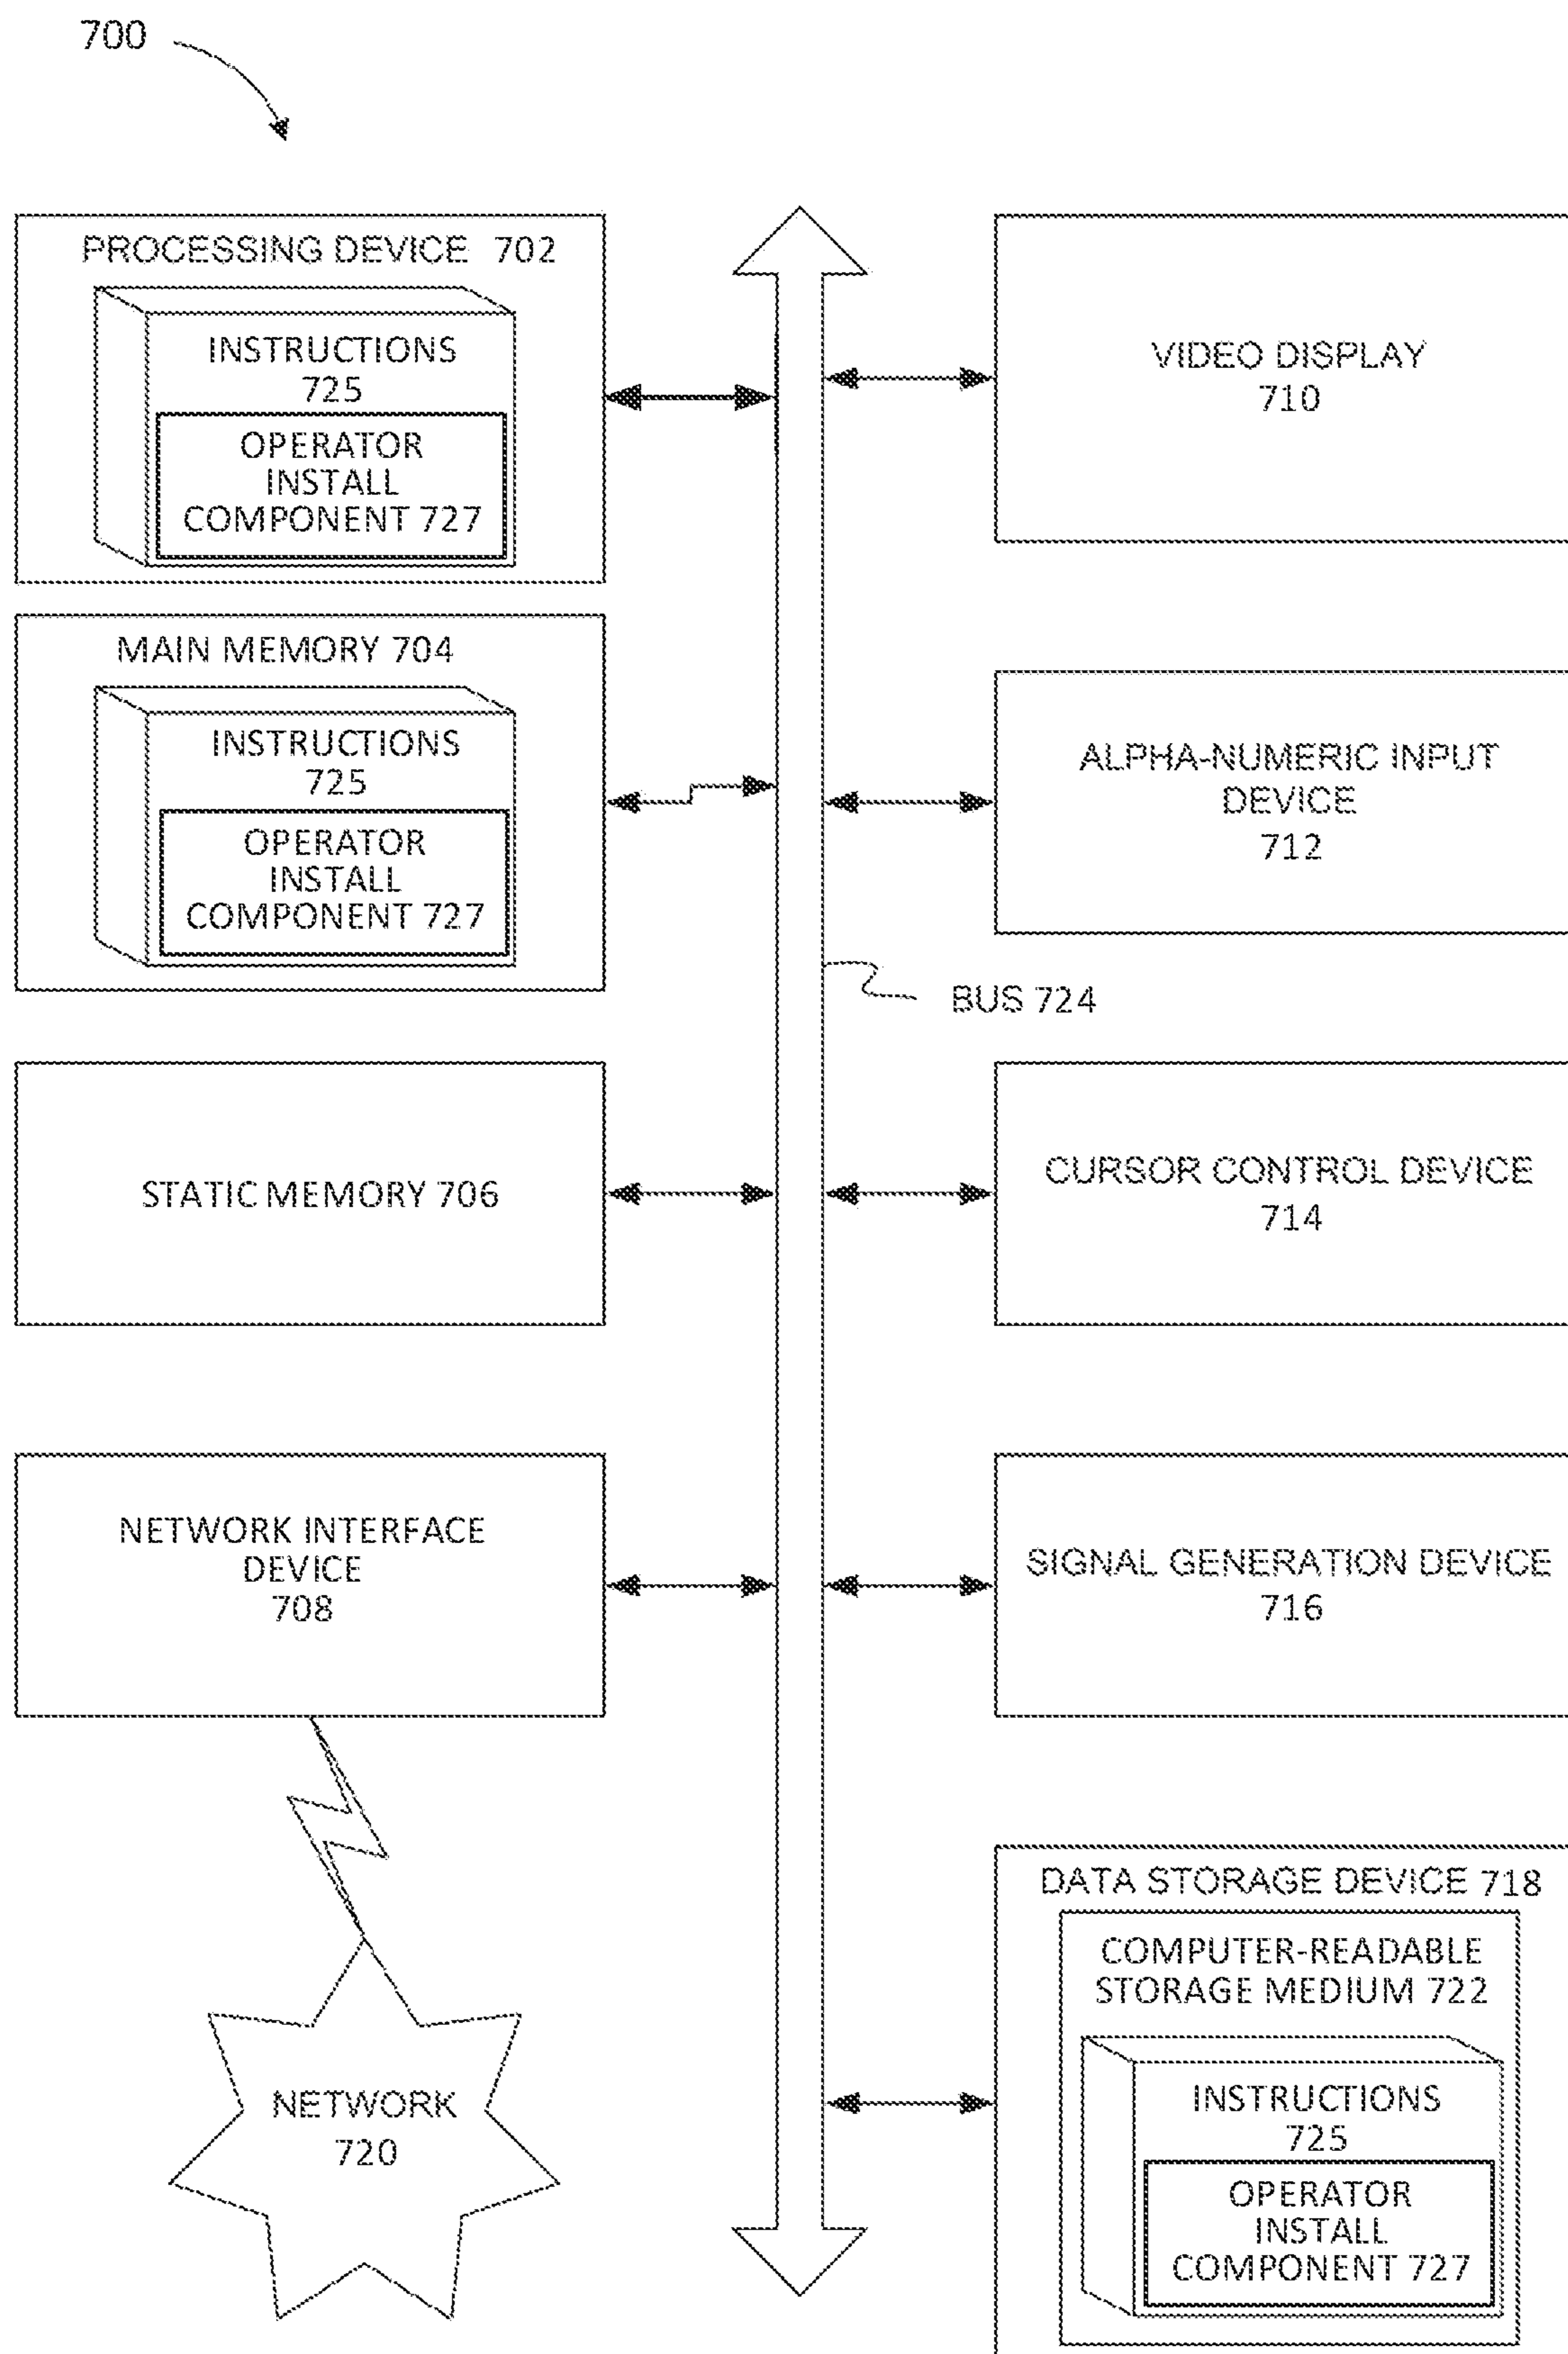 700
PROCESSING DEVICE 702
INSTRUCTIONS
725
OPERATOR
INSTALL
COMPONENT 727
MAIN MEMORY 704
INSTRUCTIONS
725
OPERATOR
INSTALL
COMPONENT 727
STATIC MEMORY 706
NETWORK INTERFACE
DEVICE
708
NETWORK
720
VIDEO DISPLAY
710
ALPHA-NUMERIC INPUT
DEVICE
712
BUS 724
CURSOR CONTROL DEVICE
714
SIGNAL GENERATION DEVICE
716
DATA STORAGE DEVICE 718
COMPUTER-READABLE
STORAGE MEDIUM 722
INSTRUCTIONS
725
OPERATOR
INSTALL
COMPONENT 727